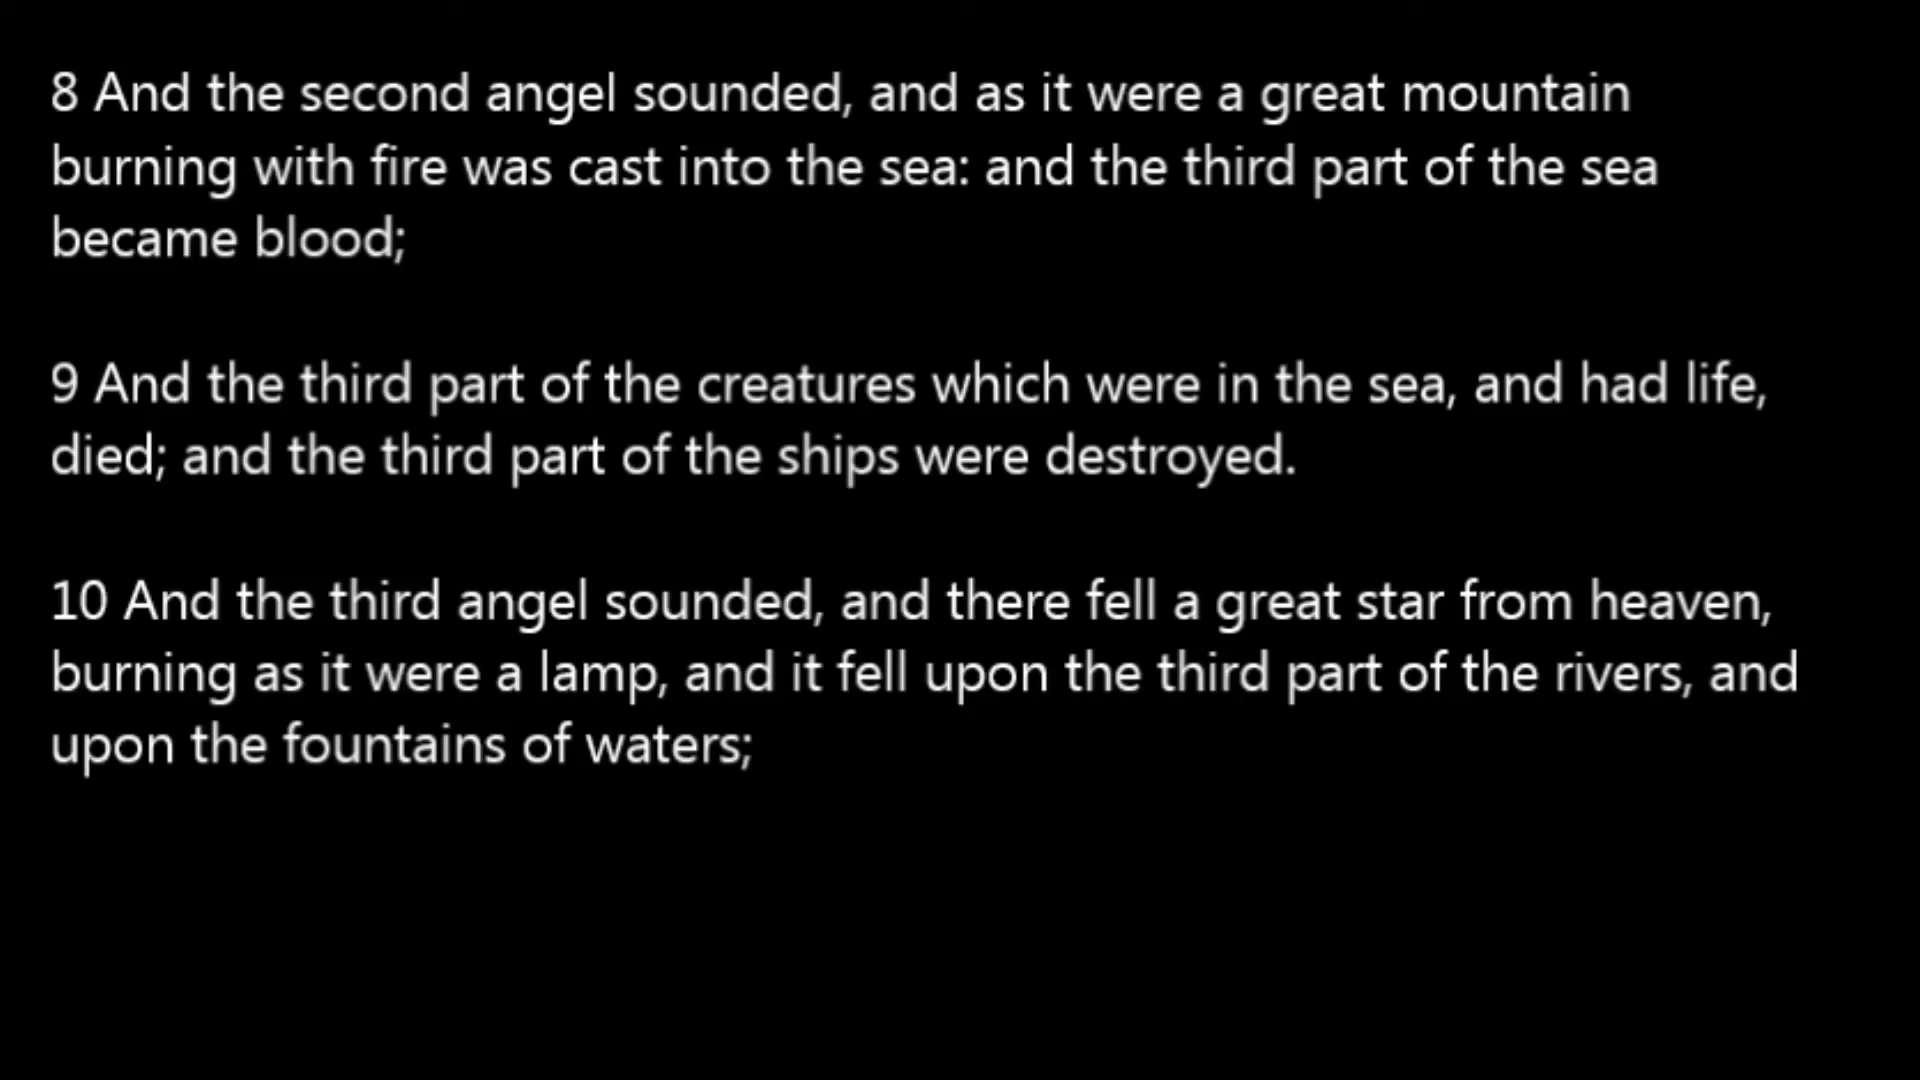 8 And the second angel sounded, and as it were a great mountain
burning with fire was cast into the sea: and the third part of the sea
became blood;
9 And the third part of the creatures which were in the sea, and had life,
died; and the third part of the ships were destroyed.
10 And the third angel sounded, and there fell a great star from heaven,
burning as it were a lamp, and it fell upon the third part of the rivers, and
upon the fountains of waters;